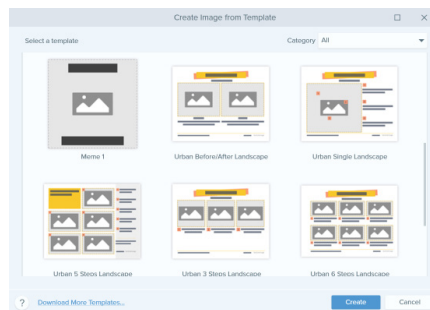 Create Image from Template
Select a template
Category All
Meme 1
Urban Before/After Landscape
Urban Single Landscape
Urban 5 Steps Landscape
Urban 3 Steps Landscape
Urban 6 Steps Landscape
? Download More Templates...
Create
Cancel